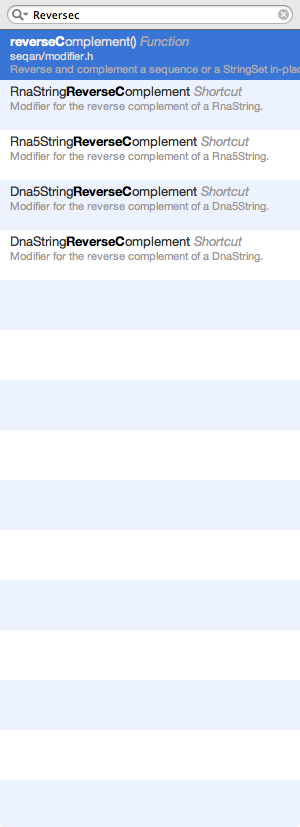 Reversec
reverseComplement() Function
seqan/modifier.h
Reverse and complement a sequence or a StringSet in-plac
RnaStringReverseComplement Shortcut
Modifier for the reverse complement of a RnaString.
Rna5StringReverseComplement Shortcut
Modifier for the reverse complement of a Rna5String.
Dna5StringReverseComplement Shortcut
Modifier for the reverse complement of a Dna5String.
DnaStringReverseComplement Shortcut
Modifier for the reverse complement of a DnaString.